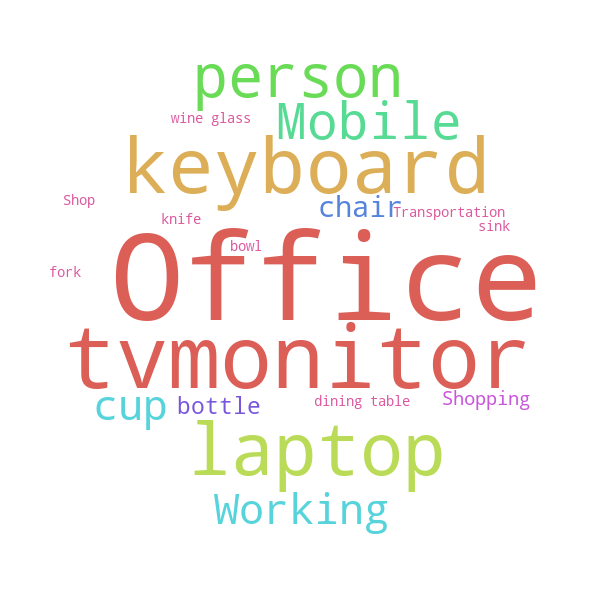 person
wine glass
Mobile
keyboard
Shop
chair
Transportation
knife
sink
bowl
Office
fork
tvmonitor
cup
bottle
dining table
Shopping
laptop
Working